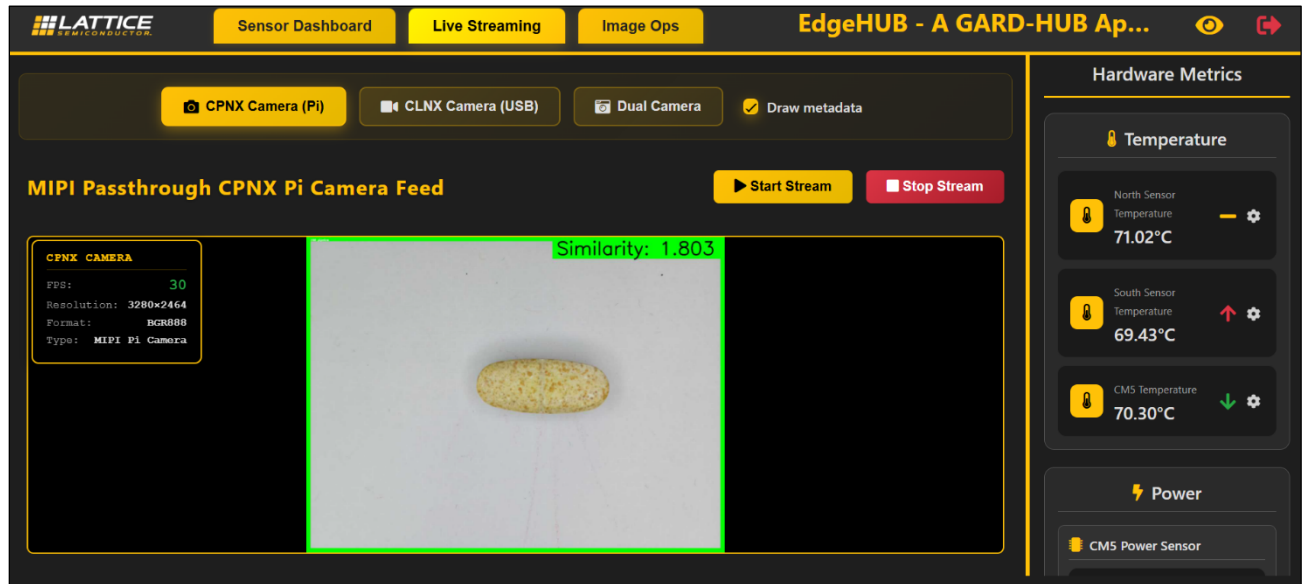 LATTICE
SEMICONDUCTOR.
Sensor Dashboard
Live Streaming
Image Ops
EdgeHUB - A GARD-HUB Ap...
CPNX Camera (Pi)
CLNX Camera (USB)
Dual Camera
Draw metadata
MIPI Passthrough CPNX Pi Camera Feed
Start Stream
Stop Stream
CPNX CAMERA
FPS: 30
Resolution: 3280×2464
Format: BGR888
Type: MIPI Pi Camera
Similarity: 1.803
Hardware Metrics
Temperature
North Sensor
Temperature
71.02°C
South Sensor
Temperature
69.43°C
CM5 Temperature
70.30°C
Power
CM5 Power Sensor